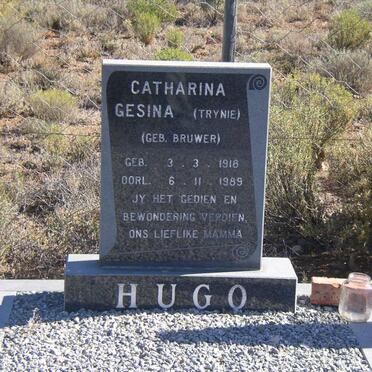 CATHARINA
GESINA (TRYNIE)
(GEB. BRUWER)
GEB. 3. 3. 1918
OORL. 6. 11. 1989
JY HET GEDIEN EN
BEWONDERING VERDIEN,
ONS LIEFLIKE MAMMA
HUGO